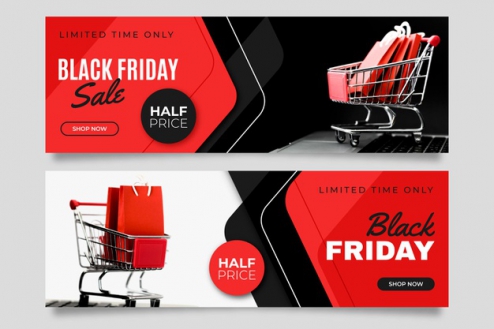 LIMITED TIME ONLY
BLACK FRIDAY
Sale
HALF
PRICE
SHOP NOW
LIMITED TIME ONLY
Black
FRIDAY
HALF
PRICE
SHOP NOW